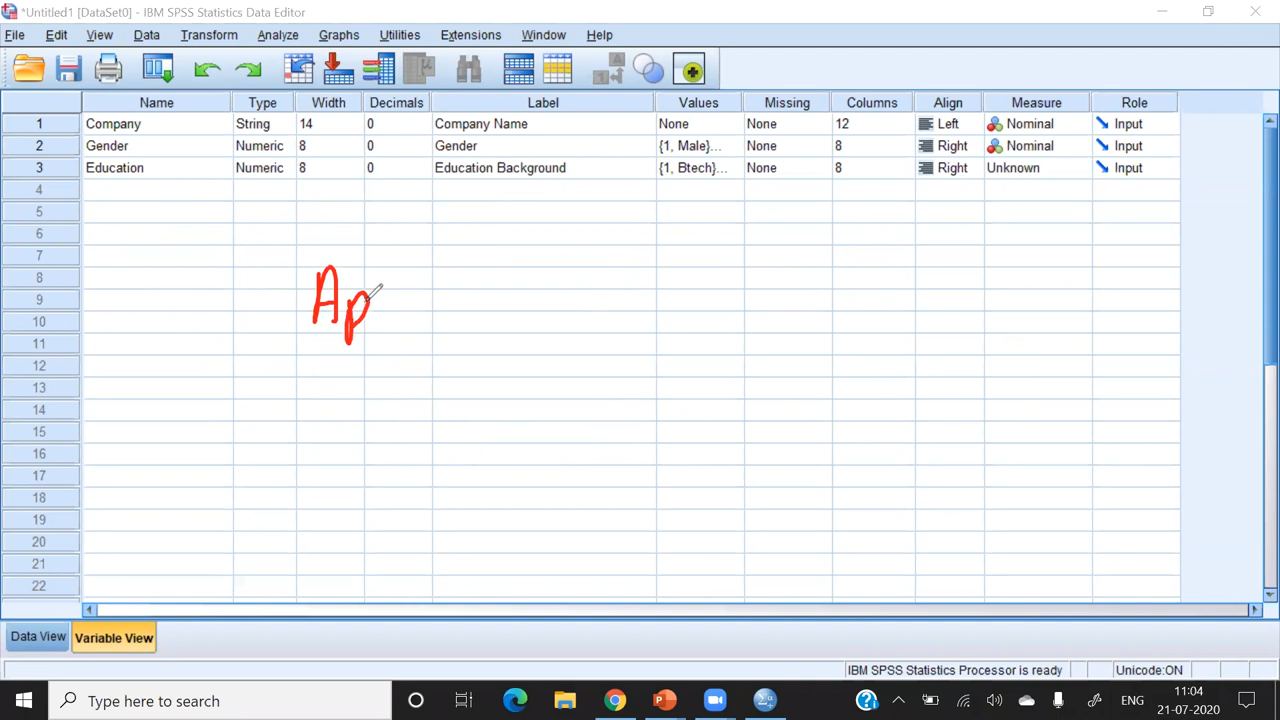 *Untitled1 [DataSet0] - IBM SPSS Statistics Data Editor
File Edit View Data Transform Analyze Graphs Utilities Extensions Window Help
Name Type Width Decimals Label Values Missing Columns Align Measure Role
1 Company String 14 0 Company Name None None 12 Left Nominal Input
2 Gender Numeric 8 0 Gender {1, Male}... None 8 Right Nominal Input
3 Education Numeric 8 0 Education Background {1, Btech}... None 8 Right Unknown Input
4
5
6
7
8
9
Ap
10
11
12
13
14
15
16
17
18
19
20
21
22
Data View Variable View
IBM SPSS Statistics Processor is ready Unicode:ON
Type here to search
ENG
11:04
21-07-2020